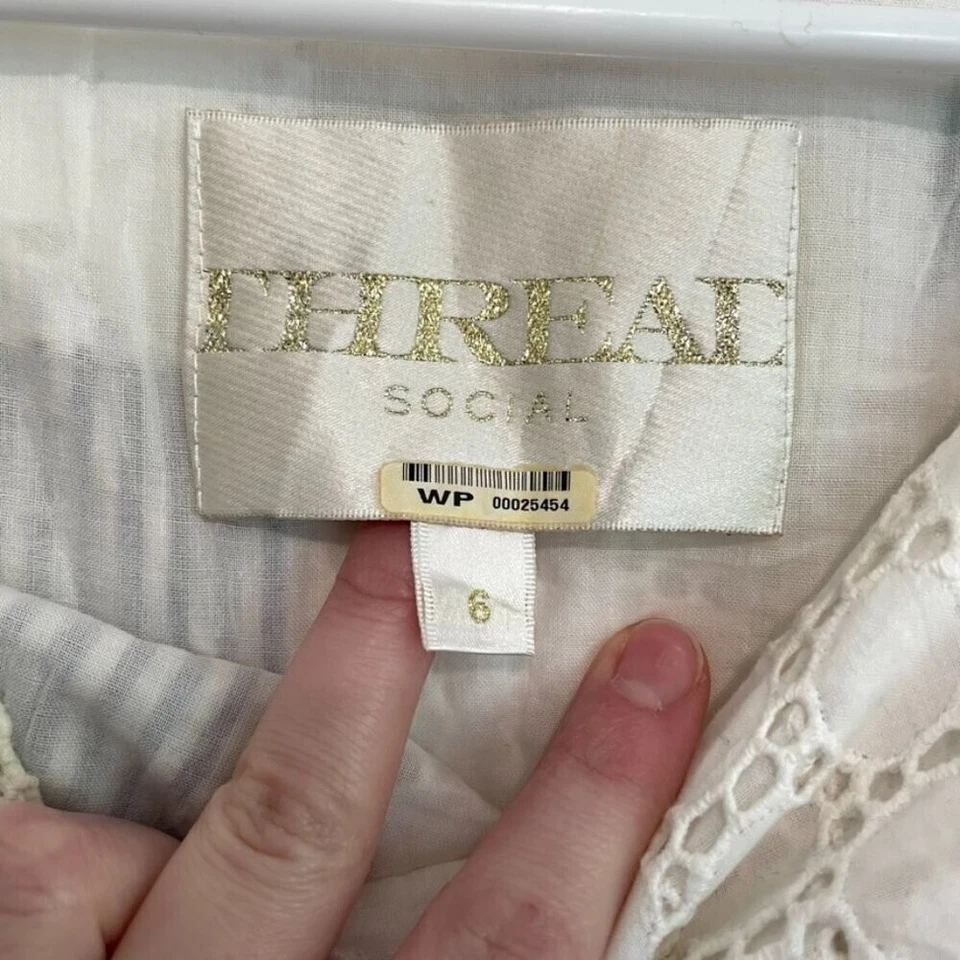 THREAD
SOCIAL
WP 00025454
6